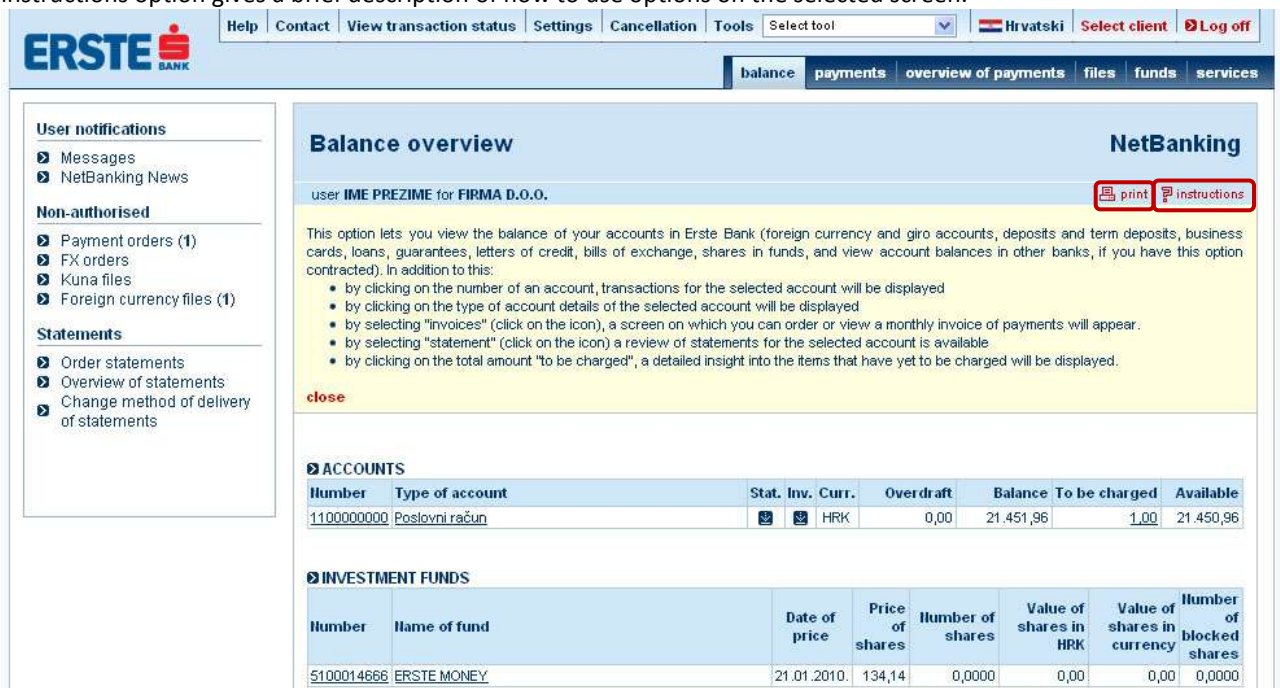 instructions option gives a brief description of how to use options on the selected screen.
Help Contact View transaction status Settings Cancellation Tools Select tool Hrvatski Select client Log off
ERSTE BANK
balance payments overview of payments files funds services
User notifications
Messages
NetBanking News
Non-authorised
Payment orders (1)
FX orders
Kuna files
Foreign currency files (1)
Statements
Order statements
Overview of statements
Change method of delivery
of statements
Balance overview NetBanking
user IME PREZIME for FIRMA D.O.O. print instructions
This option lets you view the balance of your accounts in Erste Bank (foreign currency and giro accounts, deposits and term deposits, business
cards, loans, guarantees, letters of credit, bills of exchange, shares in funds, and view account balances in other banks, if you have this option
contracted). In addition to this:
• by clicking on the number of an account, transactions for the selected account will be displayed
• by clicking on the type of account details of the selected account will be displayed
• by selecting "invoices" (click on the icon), a screen on which you can order or view a monthly invoice of payments will appear.
• by selecting "statement" (click on the icon) a review of statements for the selected account is available
• by clicking on the total amount "to be charged", a detailed insight into the items that have yet to be charged will be displayed.
close
ACCOUNTS
Number Type of account Stat. Inv. Curr. Overdraft Balance To be charged Available
1100000000 Poslovni račun HRK 0,00 21.451,96 1,00 21.450,96
INVESTMENT FUNDS
Number Name of fund Date of price Price of shares Number of shares Value of shares in HRK Value of shares in currency Number of blocked shares
5100014666 ERSTE MONEY 21.01.2010. 134,14 0,0000 0,00 0,00 0,0000